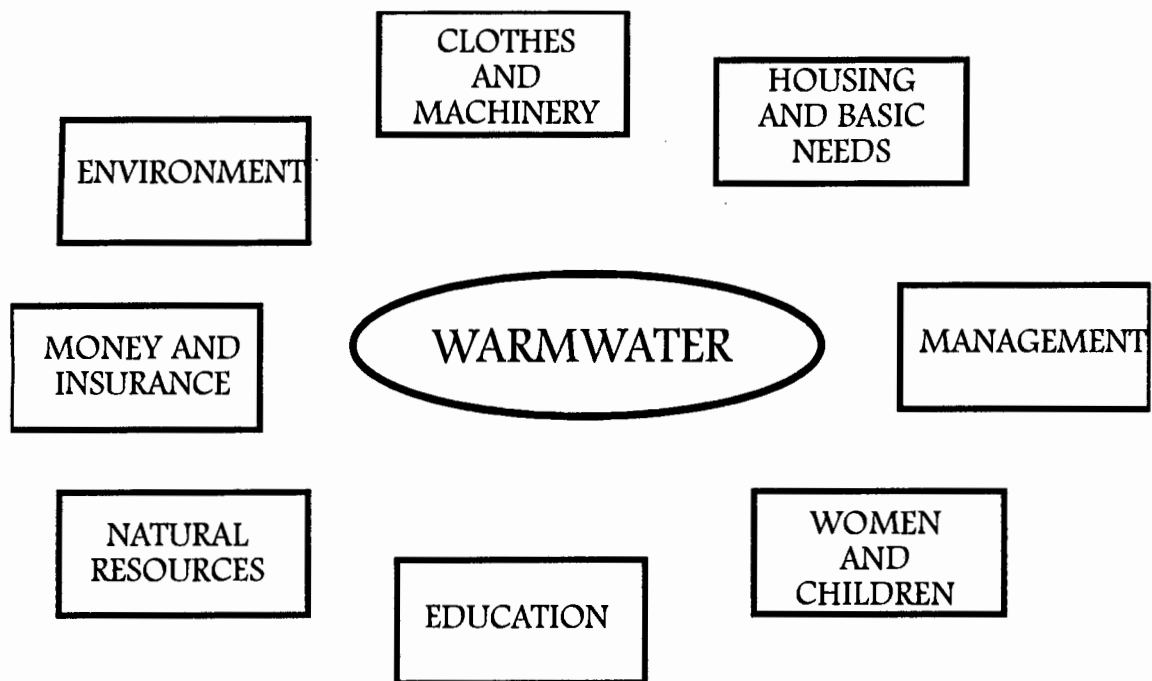 CLOTHES
AND
MACHINERY
HOUSING
AND BASIC
NEEDS
ENVIRONMENT
MONEY AND
INSURANCE
WARMWATER
MANAGEMENT
NATURAL
RESOURCES
EDUCATION
WOMEN
AND
CHILDREN